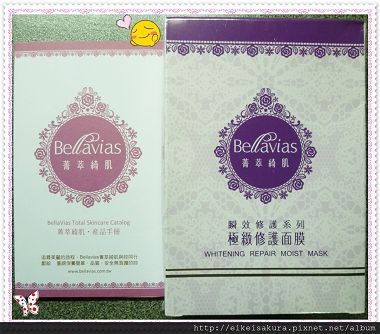 Bellavias
菁萃綺肌
BellaVias Total Skincare Catalog
菁萃綺肌・產品手冊
www.bellavias.com.tw
Bellavias
菁萃綺肌
瞬效修護系列
極緻修護面膜
WHITENING REPAIR MOIST MASK
http://eikeisakura.pixnet.net/album